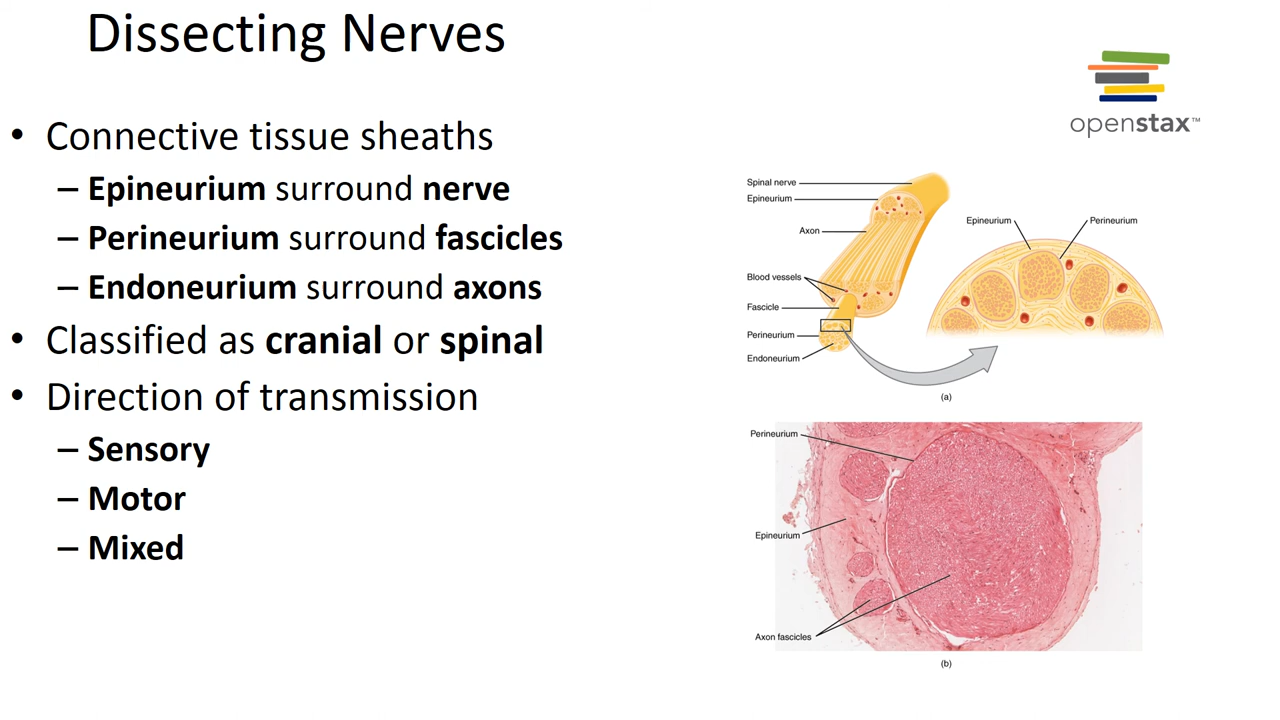 Dissecting Nerves
• Connective tissue sheaths
– Epineurium surround nerve
– Perineurium surround fascicles
– Endoneurium surround axons
• Classified as cranial or spinal
• Direction of transmission
– Sensory
– Motor
– Mixed
openstax™
Spinal nerve
Epineurium
Axon
Blood vessels
Fascicle
Perineurium
Endoneurium
Epineurium
Perineurium
(a)
Perineurium
Epineurium
Axon fascicles
(b)